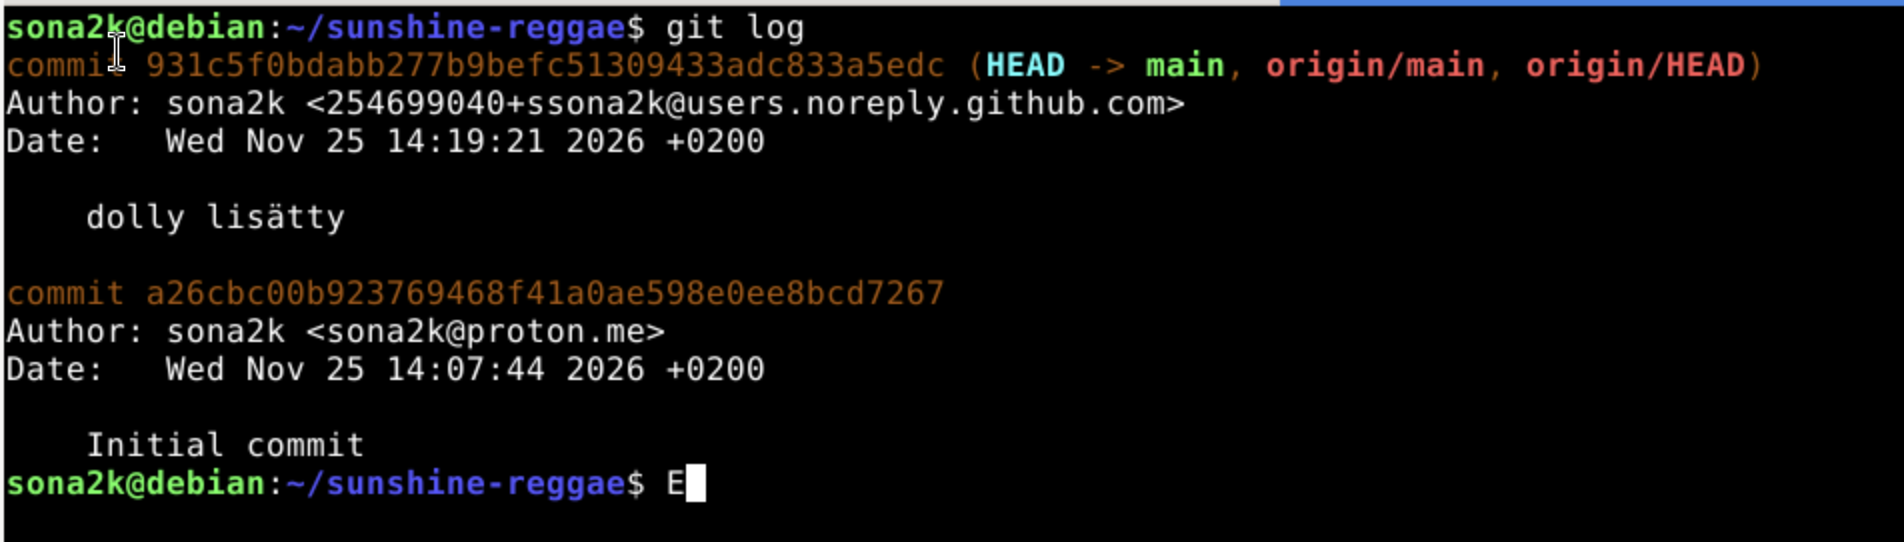 sona2k@debian:~/sunshine-reggae$ git log
commit 931c5f0bdabb277b9befc51309433adc833a5edc (HEAD -> main, origin/main, origin/HEAD)
Author: sona2k <254699040+ssona2k@users.noreply.github.com>
Date:   Wed Nov 25 14:19:21 2026 +0200
    dolly lisätty
commit a26cbc00b923769468f41a0ae598e0ee8bcd7267
Author: sona2k <sona2k@proton.me>
Date:   Wed Nov 25 14:07:44 2026 +0200
    Initial commit
sona2k@debian:~/sunshine-reggae$ E